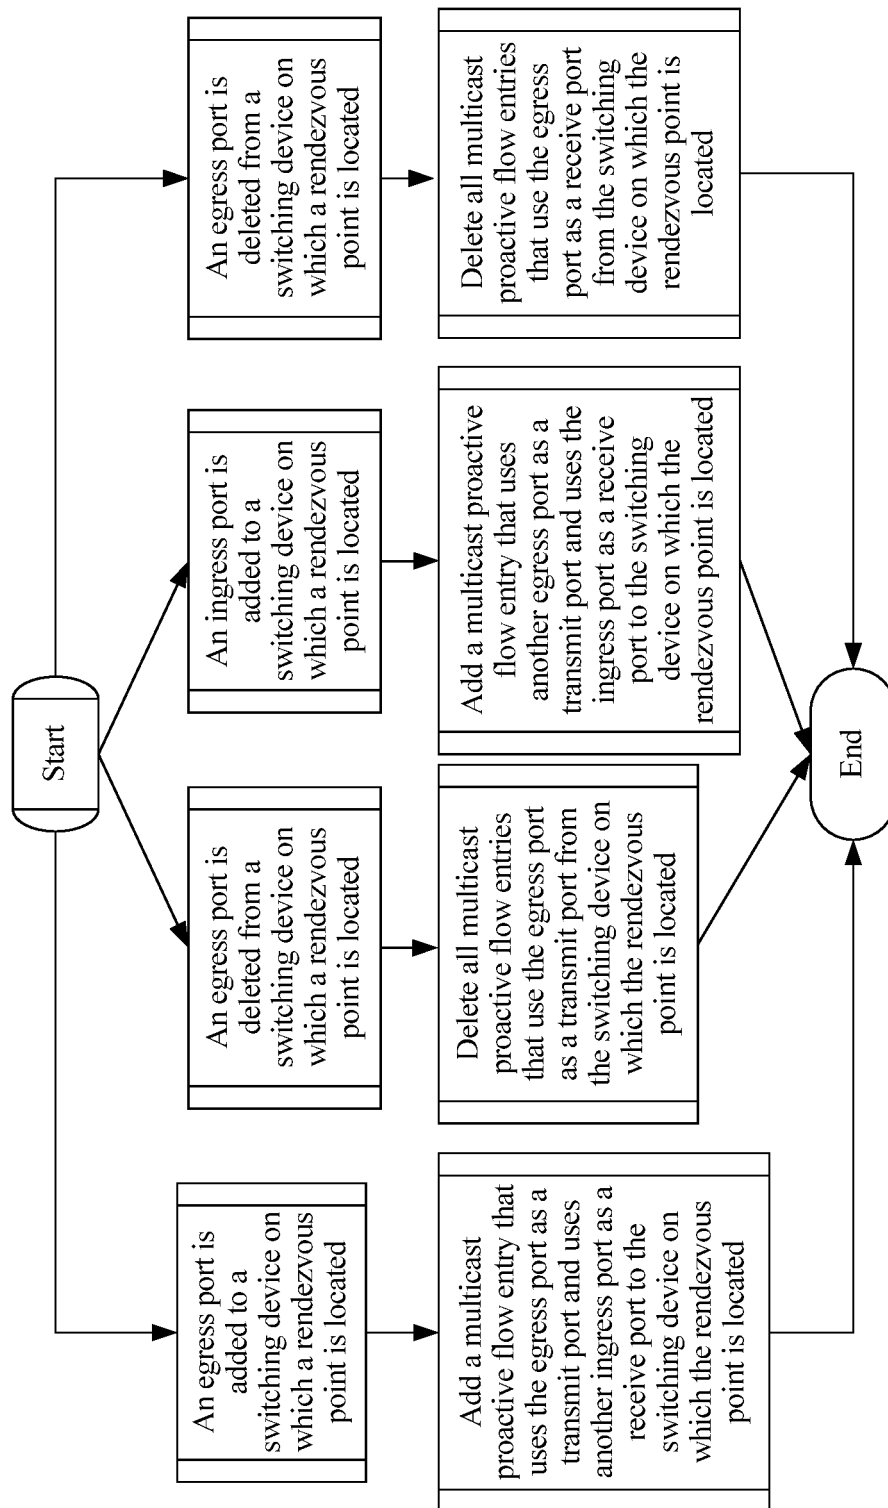 Start
An egress port is
added to a
switching device on
which a rendezvous
point is located
An egress port is
deleted from a
switching device on
which a rendezvous
point is located
An ingress port is
added to a
switching device on
which a rendezvous
point is located
An egress port is
deleted from a
switching device on
which a rendezvous
point is located
Add a multicast
proactive flow entry that
uses the egress port as a
transmit port and uses
another ingress port as a
receive port to the
switching device on
which the rendezvous
point is located
Delete all multicast
proactive flow entries
that use the egress port
as a transmit port from
the switching device on
which the rendezvous
point is located
Add a multicast proactive
flow entry that uses
another egress port as a
transmit port and uses the
ingress port as a receive
port to the switching
device on which the
rendezvous point is located
Delete all multicast
proactive flow entries
that use the egress
port as a receive port
from the switching
device on which the
rendezvous point is
located
End